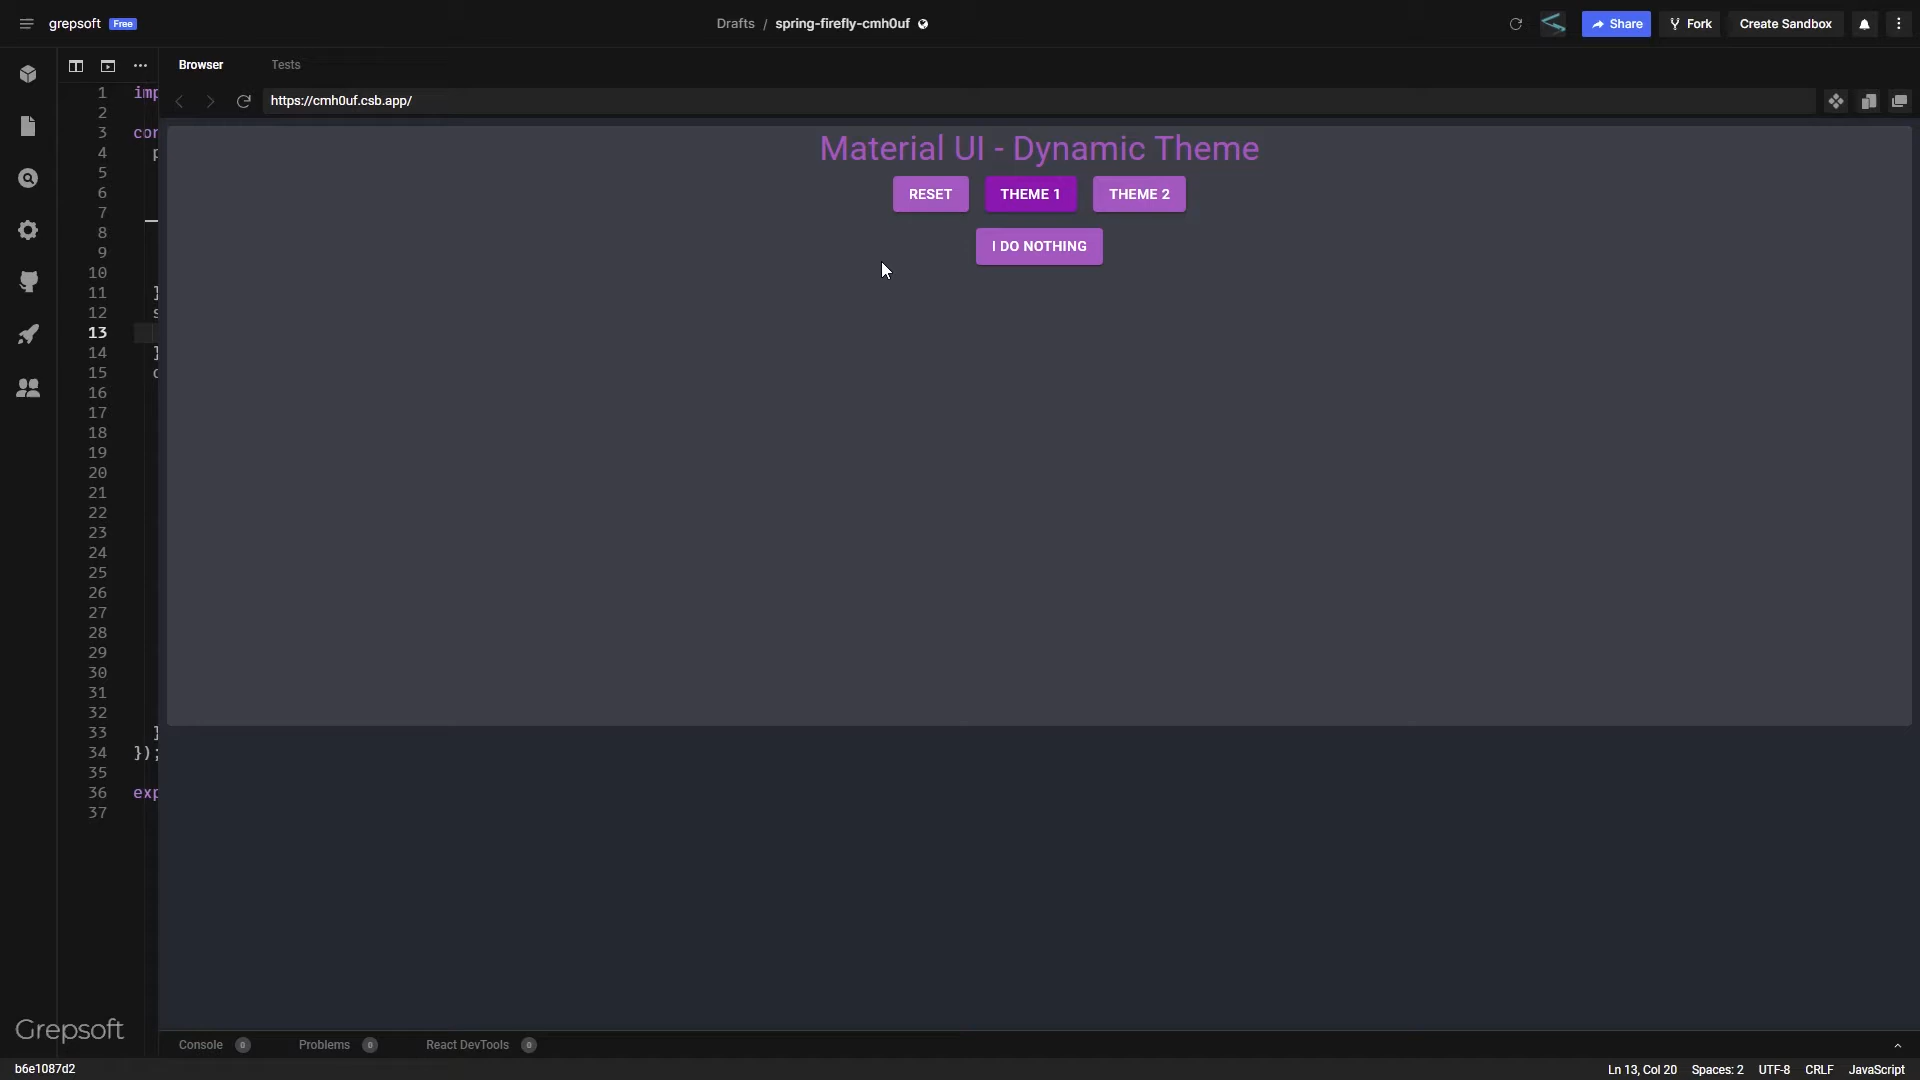 grepsoft Free
Drafts / spring-firefly-cmh0uf
Share
Fork
Create Sandbox
Browser
Tests
https://cmh0uf.csb.app/
1 imp
2
3 con
4 p
5
6
7
8
9
10
11 }
12 s
13
14 }
15 c
16
17
18
19
20
21
22
23
24
25
26
27
28
29
30
31
32
33 }
34 });
35
36 exp
37
Material UI - Dynamic Theme
RESET
THEME 1
THEME 2
I DO NOTHING
Grepsoft
Console 0
Problems 0
React DevTools 0
b6e1087d2
Ln 13, Col 20
Spaces: 2
UTF-8
CRLF
JavaScript